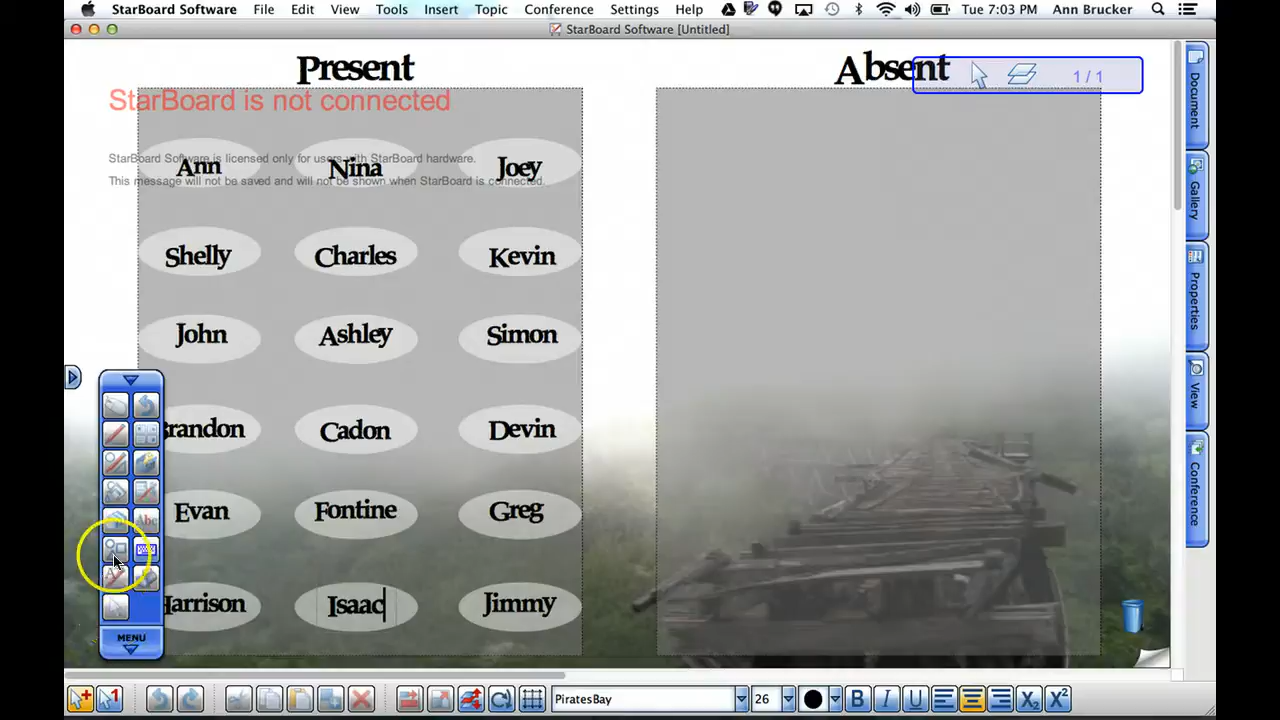 StarBoard Software File Edit View Tools Insert Topic Conference Settings Help Tue 7:03 PM Ann Brucker
StarBoard Software [Untitled]
Present Absent
1 / 1
StarBoard is not connected
StarBoard Software is licensed only for users with StarBoard hardware.
This message will not be saved and will not be shown when StarBoard is connected.
Ann Nina Joey
Shelly Charles Kevin
John Ashley Simon
Brandon Cadon Devin
Evan Fontine Greg
Harrison Isaac Jimmy
Abc
MENU
Document
Gallery
Properties
View
Conference
PiratesBay 26 B I U X2 X2